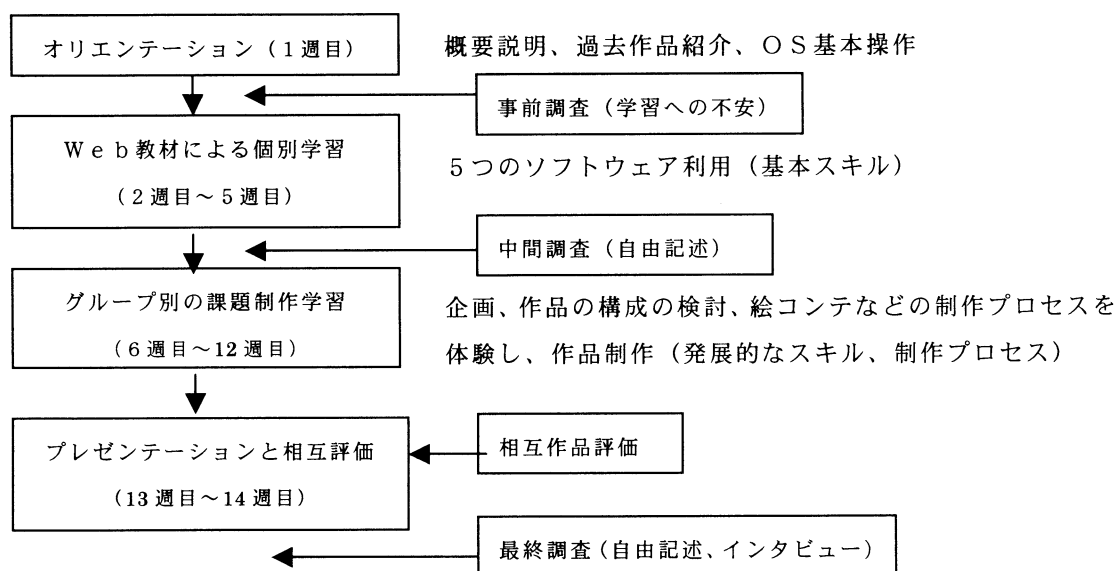 オリエンテーション（１週目）
概要説明、過去作品紹介、ＯＳ基本操作
事前調査（学習への不安）
Ｗｅｂ教材による個別学習
（２週目～５週目）
５つのソフトウェア利用（基本スキル）
中間調査（自由記述）
グループ別の課題制作学習
（６週目～12週目）
企画、作品の構成の検討、絵コンテなどの制作プロセスを
体験し、作品制作（発展的なスキル、制作プロセス）
プレゼンテーションと相互評価
（13週目～14週目）
相互作品評価
最終調査（自由記述、インタビュー）